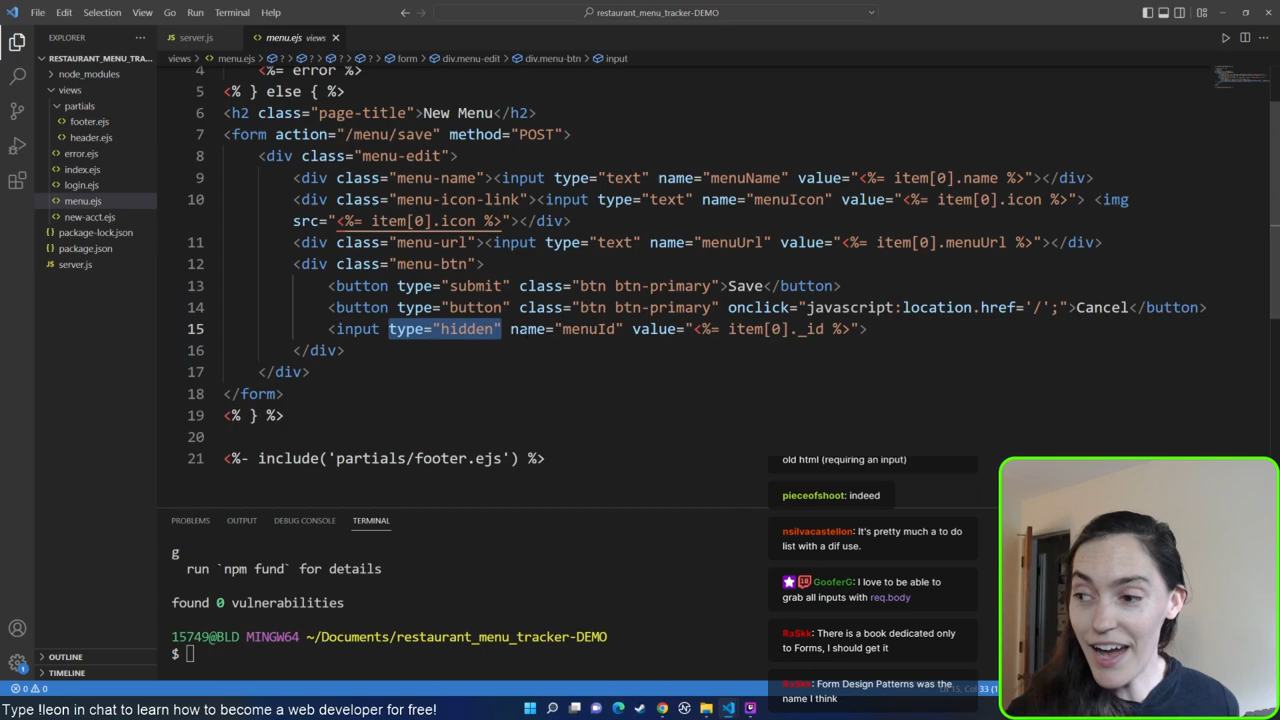 File Edit Selection View Go Run Terminal Help
restaurant_menu_tracker-DEMO
EXPLORER
RESTAURANT_MENU_TRA...
node_modules
views
partials
footer.ejs
header.ejs
error.ejs
index.ejs
login.ejs
menu.ejs
new-acct.ejs
package-lock.json
package.json
server.js
OUTLINE
TIMELINE
server.js menu.ejs views
views > menu.ejs > ? > ? > ? > ? > form > div.menu-edit > div.menu-btn > input
4 <%= error %>
5 <% } else { %>
6 <h2 class="page-title">New Menu</h2>
7 <form action="/menu/save" method="POST">
8 <div class="menu-edit">
9 <div class="menu-name"><input type="text" name="menuName" value="<%= item[0].name %>"></div>
10 <div class="menu-icon-link"><input type="text" name="menuIcon" value="<%= item[0].icon %>"> <img
src="<%= item[0].icon %>"></div>
11 <div class="menu-url"><input type="text" name="menuUrl" value="<%= item[0].menuUrl %>"></div>
12 <div class="menu-btn">
13 <button type="submit" class="btn btn-primary">Save</button>
14 <button type="button" class="btn btn-primary" onclick="javascript:location.href='/';">Cancel</button>
15 <input type="hidden" name="menuId" value="<%= item[0]._id %>">
16 </div>
17 </div>
18 </form>
19 <% } %>
20
21 <%- include('partials/footer.ejs') %>
PROBLEMS OUTPUT DEBUG CONSOLE TERMINAL
g
run `npm fund` for details
found 0 vulnerabilities
15749@BLD MINGW64 ~/Documents/restaurant_menu_tracker-DEMO
$
old html (requiring an input)
pieceofshoot: indeed
nsilvacastellon: It's pretty much a to do
list with a dif use.
GooferG: I love to be able to
grab all inputs with req.body
RaSkk: There is a book dedicated only
to Forms, I should get it
RaSkk: Form Design Patterns was the
name I think
0 0
Type !leon in chat to learn how to become a web developer for free!